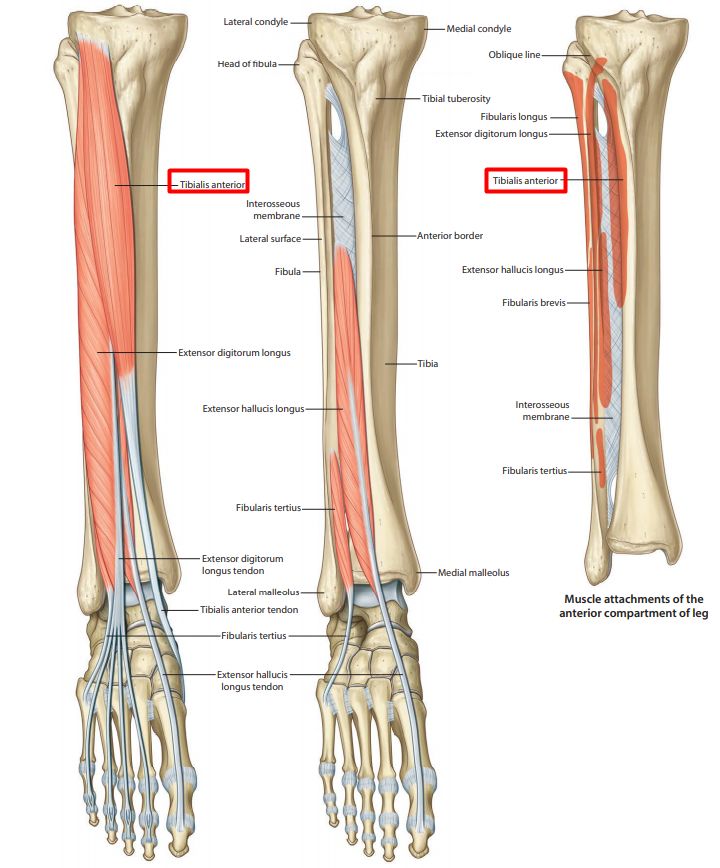 Lateral condyle
Medial condyle
Head of fibula
Tibial tuberosity
Tibialis anterior
Interosseous
membrane
Lateral surface
Anterior border
Fibula
Extensor digitorum longus
Tibia
Extensor hallucis longus
Fibularis tertius
Extensor digitorum
longus tendon
Medial malleolus
Lateral malleolus
Tibialis anterior tendon
Fibularis tertius
Extensor hallucis
longus tendon
Oblique line
Fibularis longus
Extensor digitorum longus
Tibialis anterior
Extensor hallucis longus
Fibularis brevis
Interosseous
membrane
Fibularis tertius
Muscle attachments of the
anterior compartment of leg